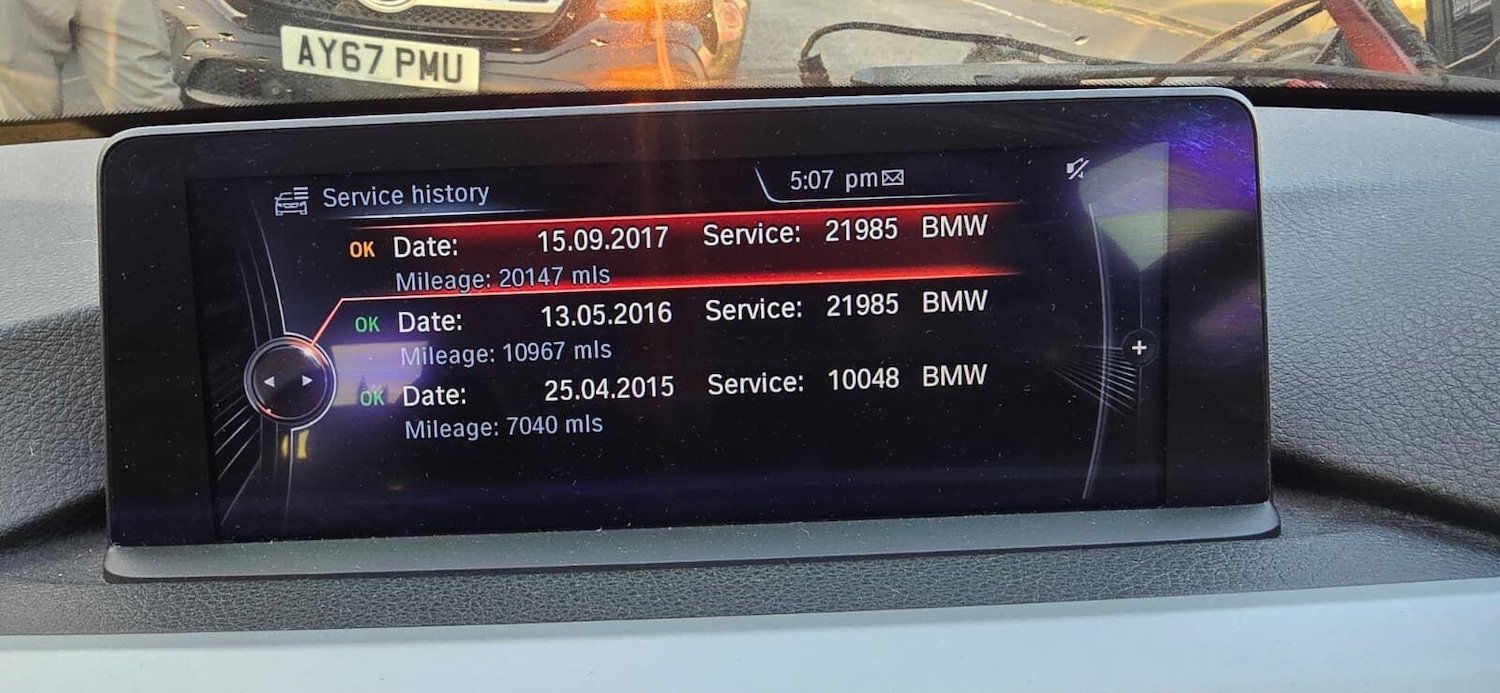 AY67 PMU
Service history 5:07 pm
OK Date: 15.09.2017 Service: 21985 BMW
Mileage: 20147 mls
OK Date: 13.05.2016 Service: 21985 BMW
Mileage: 10967 mls
OK Date: 25.04.2015 Service: 10048 BMW
Mileage: 7040 mls